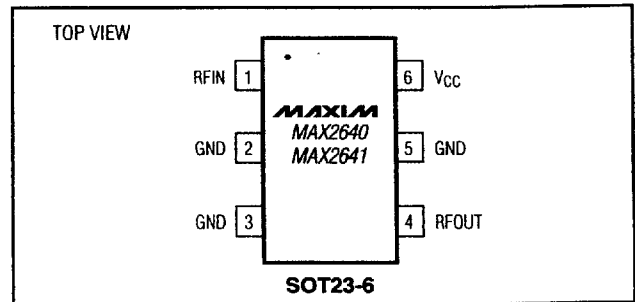 TOP VIEW
RFIN 1
6 VCC
MAXIM
MAX2640
MAX2641
GND 2
5 GND
GND 3
4 RFOUT
SOT23-6